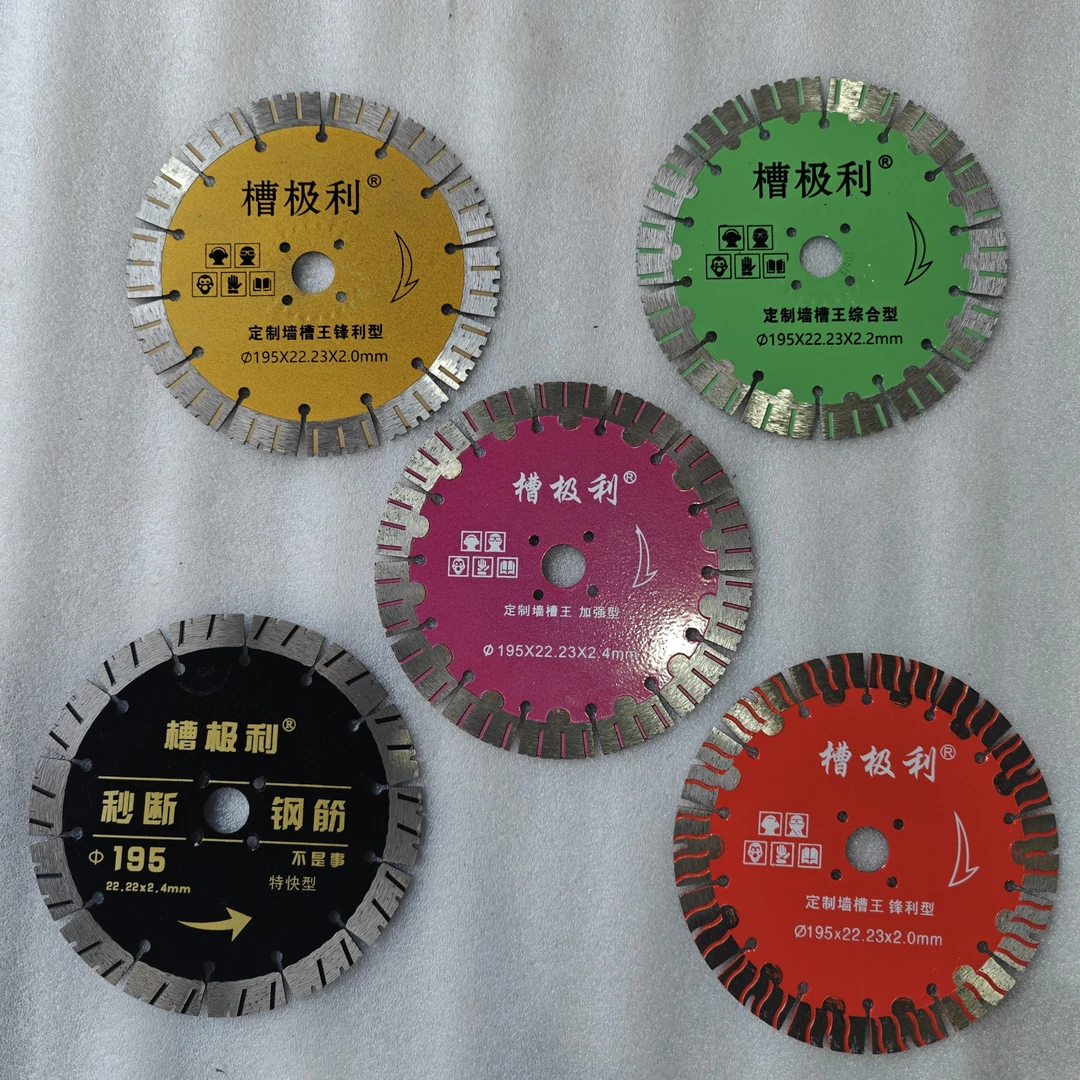 槽极利®
定制墙槽王锋利型
Ø195X22.23X2.0mm
槽极利®
定制墙槽王综合型
Ø195X22.23X2.2mm
槽极利®
定制墙槽王 加强型
Ø195X22.23X2.4mm
槽极利®
秒断 钢筋
Φ195 不是事
22.22x2.4mm 特快型
槽极利®
定制墙槽王 锋利型
Ø195x22.23x2.0mm